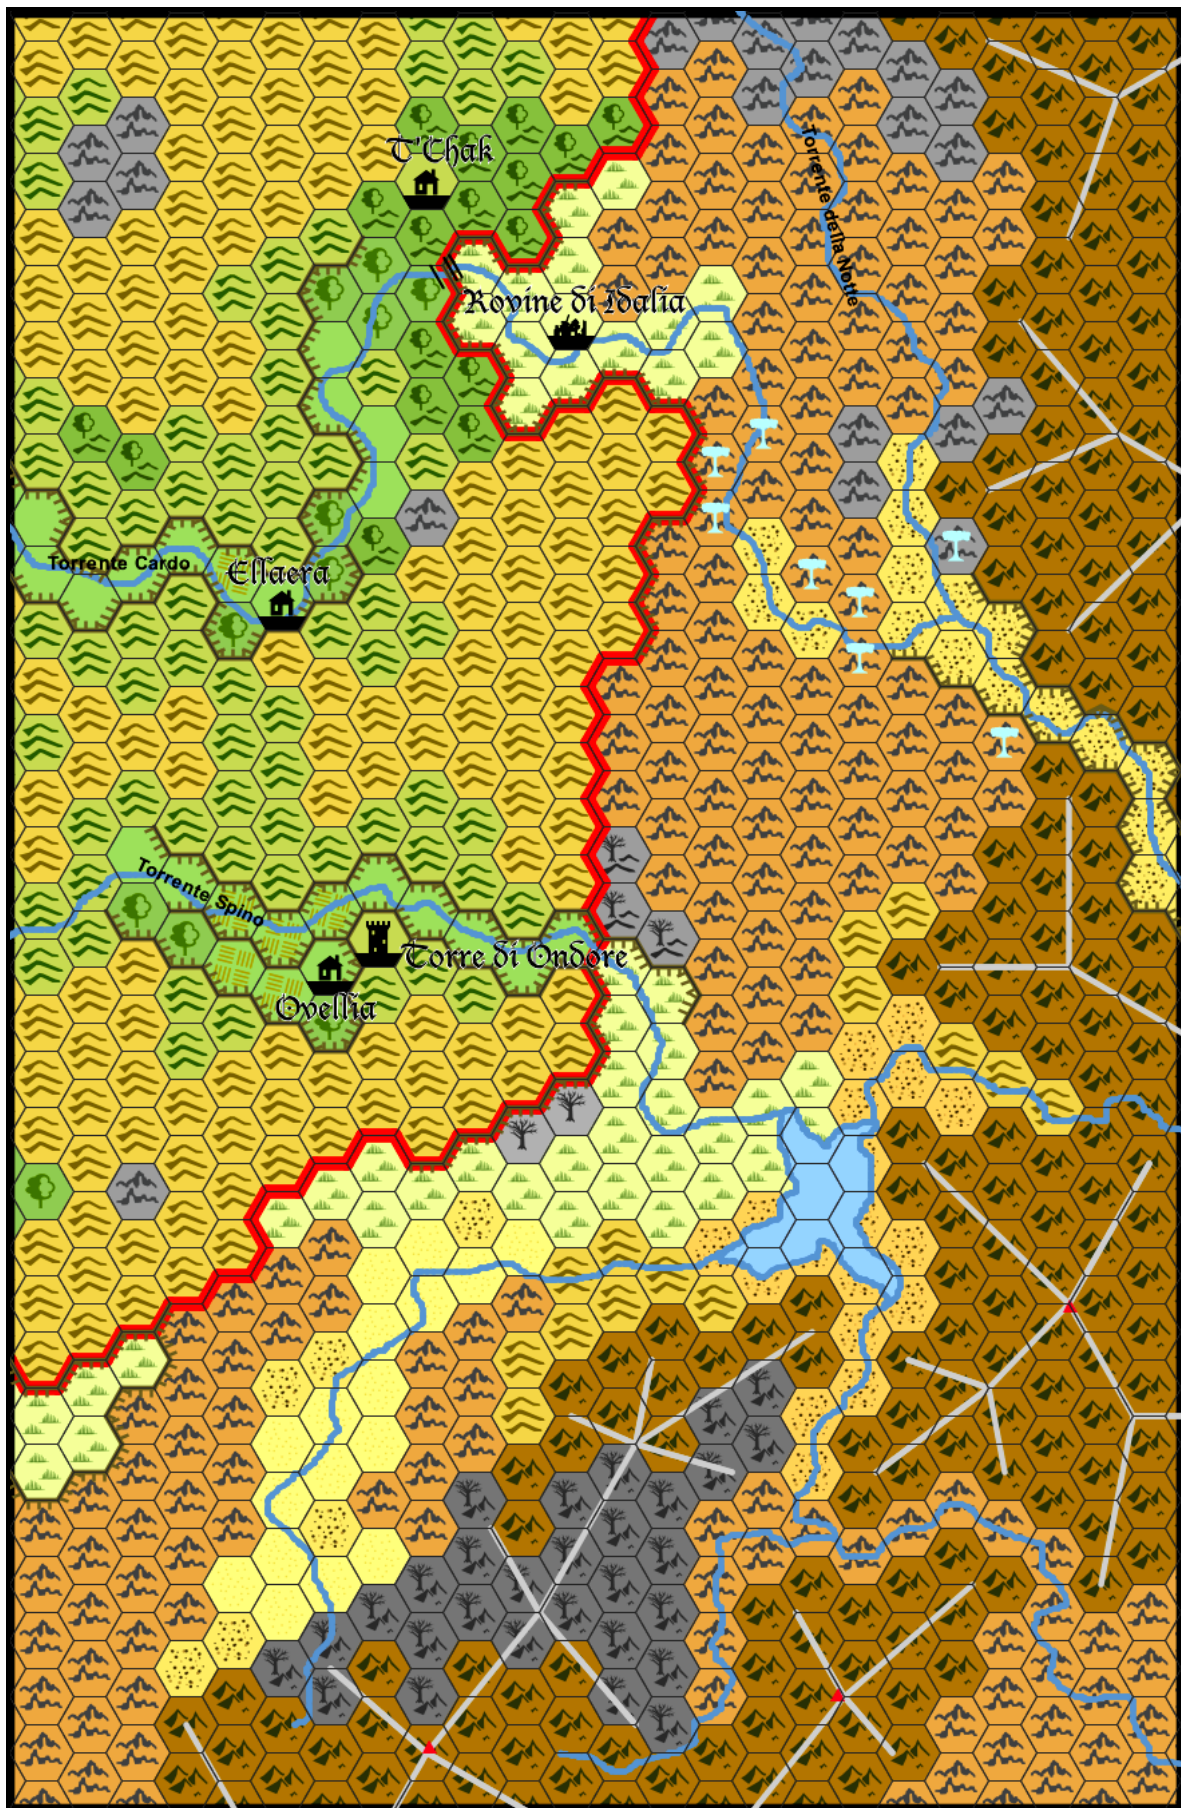 T'Chak
Torrente della Notte
Rovine di Idalia
Torrente Cardo
Ellaera
Torrente Spino
Torre di Ondore
Ovellia